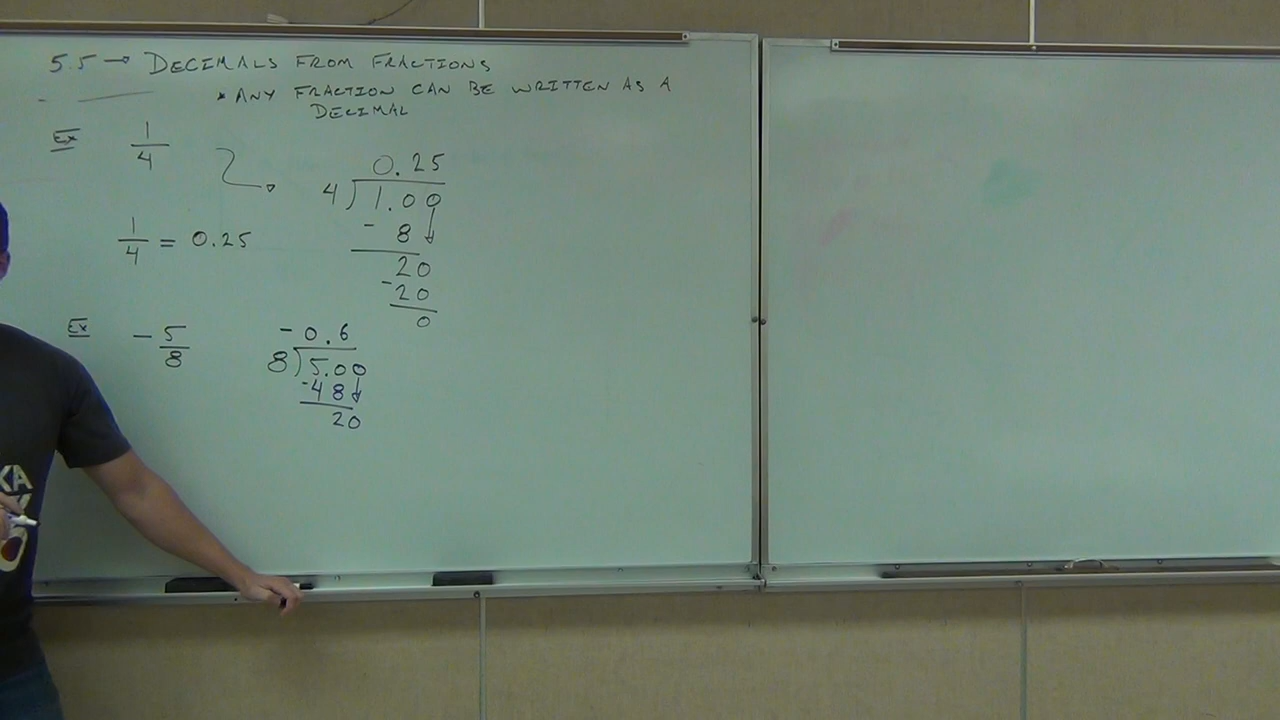 5.5 → DECIMALS FROM FRACTIONS
* ANY FRACTION CAN BE WRITTEN AS A
DECIMAL
Ex 1/4
0.25
4)1.00
- 8
20
-20
0
1/4 = 0.25
Ex -5/8
-0.6
8)5.00
-48
20